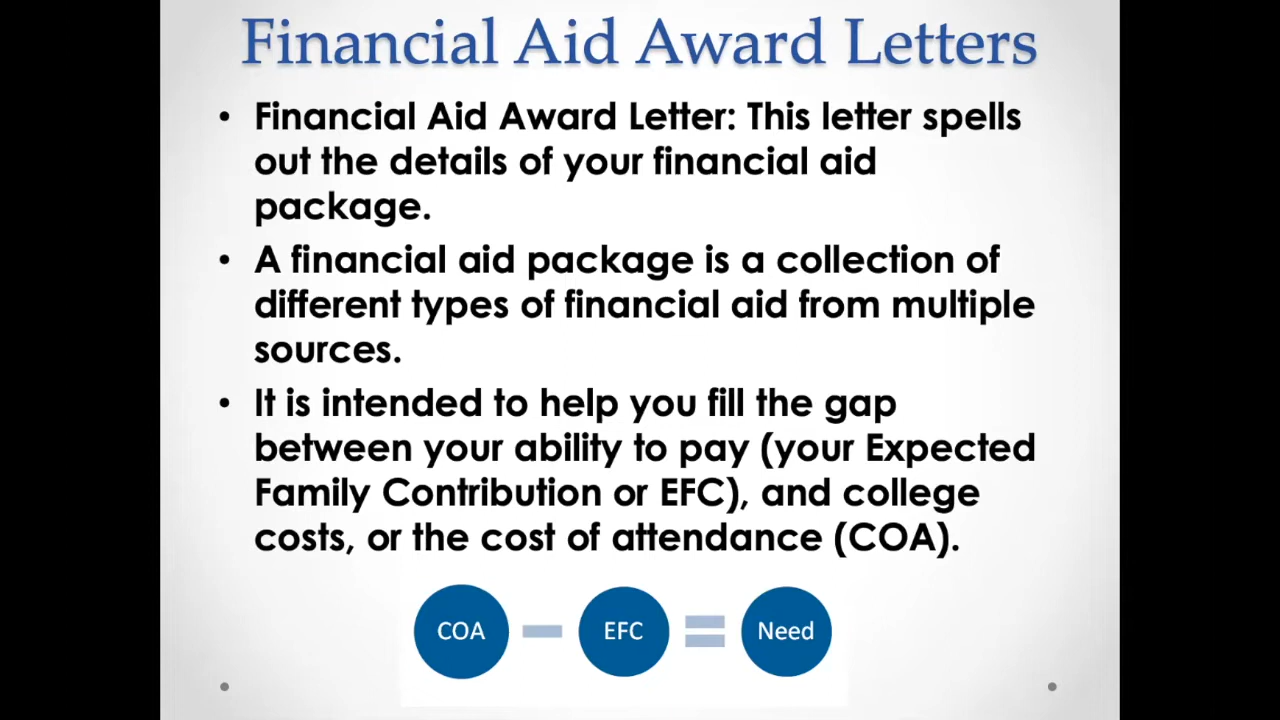 Financial Aid Award Letters
• Financial Aid Award Letter: This letter spells
out the details of your financial aid
package.
• A financial aid package is a collection of
different types of financial aid from multiple
sources.
• It is intended to help you fill the gap
between your ability to pay (your Expected
Family Contribution or EFC), and college
costs, or the cost of attendance (COA).
COA – EFC = Need